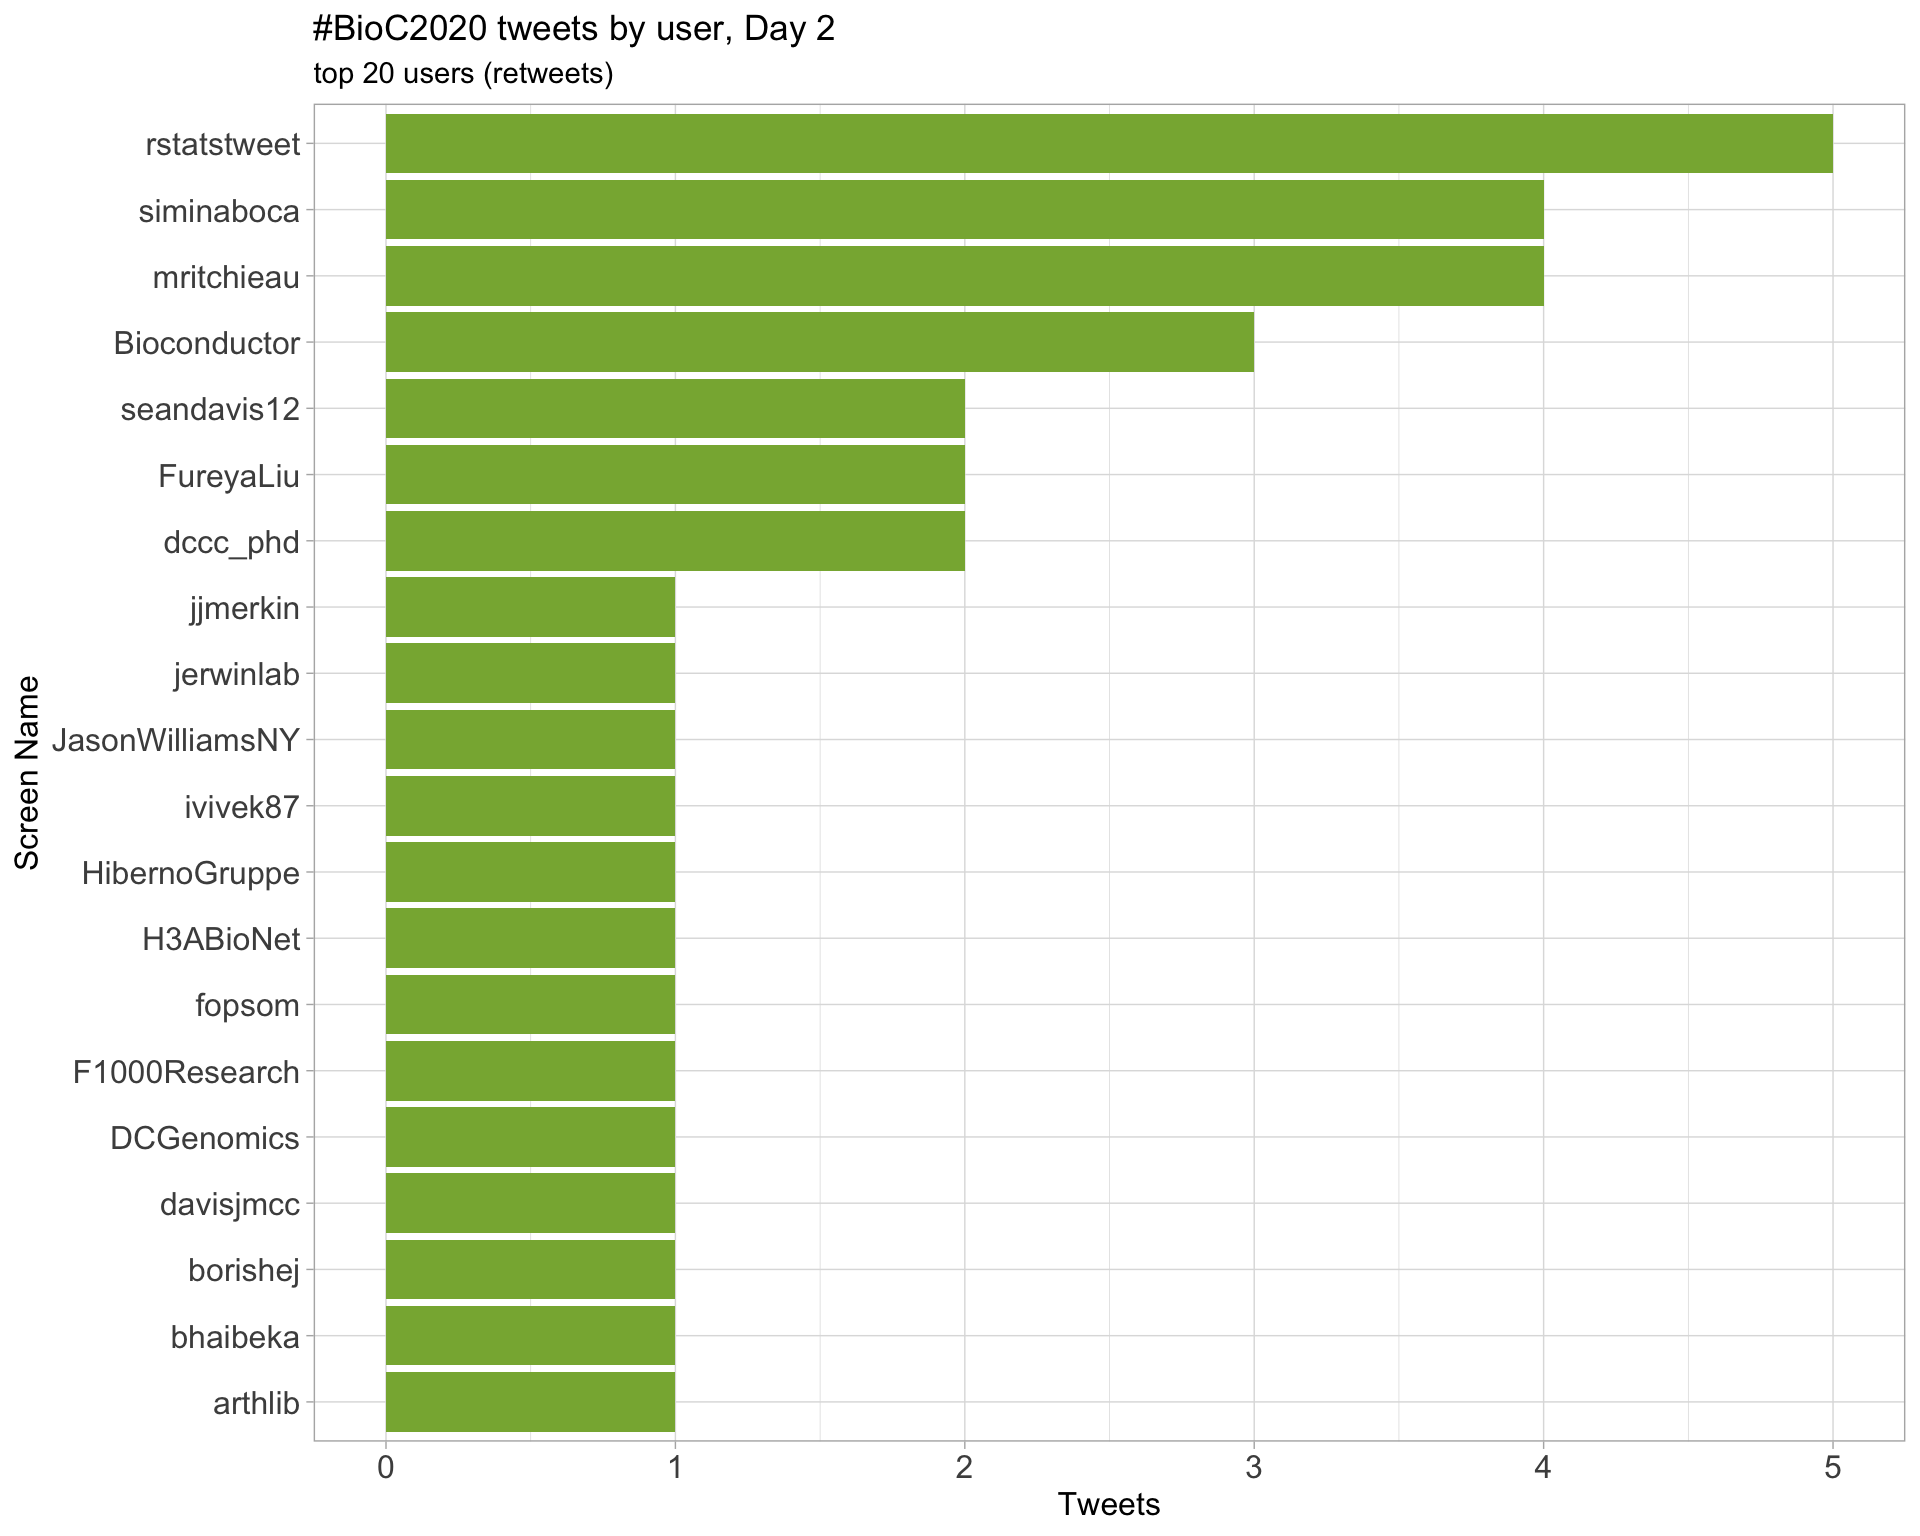 #BioC2020 tweets by user, Day 2
top 20 users (retweets)
Screen Name
rstatstweet
siminaboca
mritchieau
Bioconductor
seandavis12
FureyaLiu
dccc_phd
jjmerkin
jerwinlab
JasonWilliamsNY
ivivek87
HibernoGruppe
H3ABioNet
fopsom
F1000Research
DCGenomics
davisjmcc
borishej
bhaibeka
arthlib
0 1 2 3 4 5
Tweets